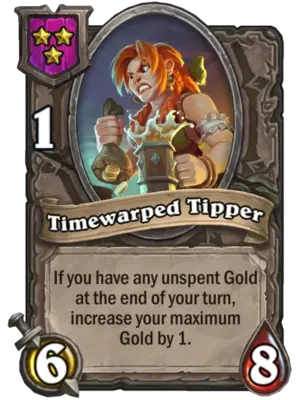 1
Timewarped Tipper
If you have any unspent Gold
at the end of your turn,
increase your maximum
Gold by 1.
6
8